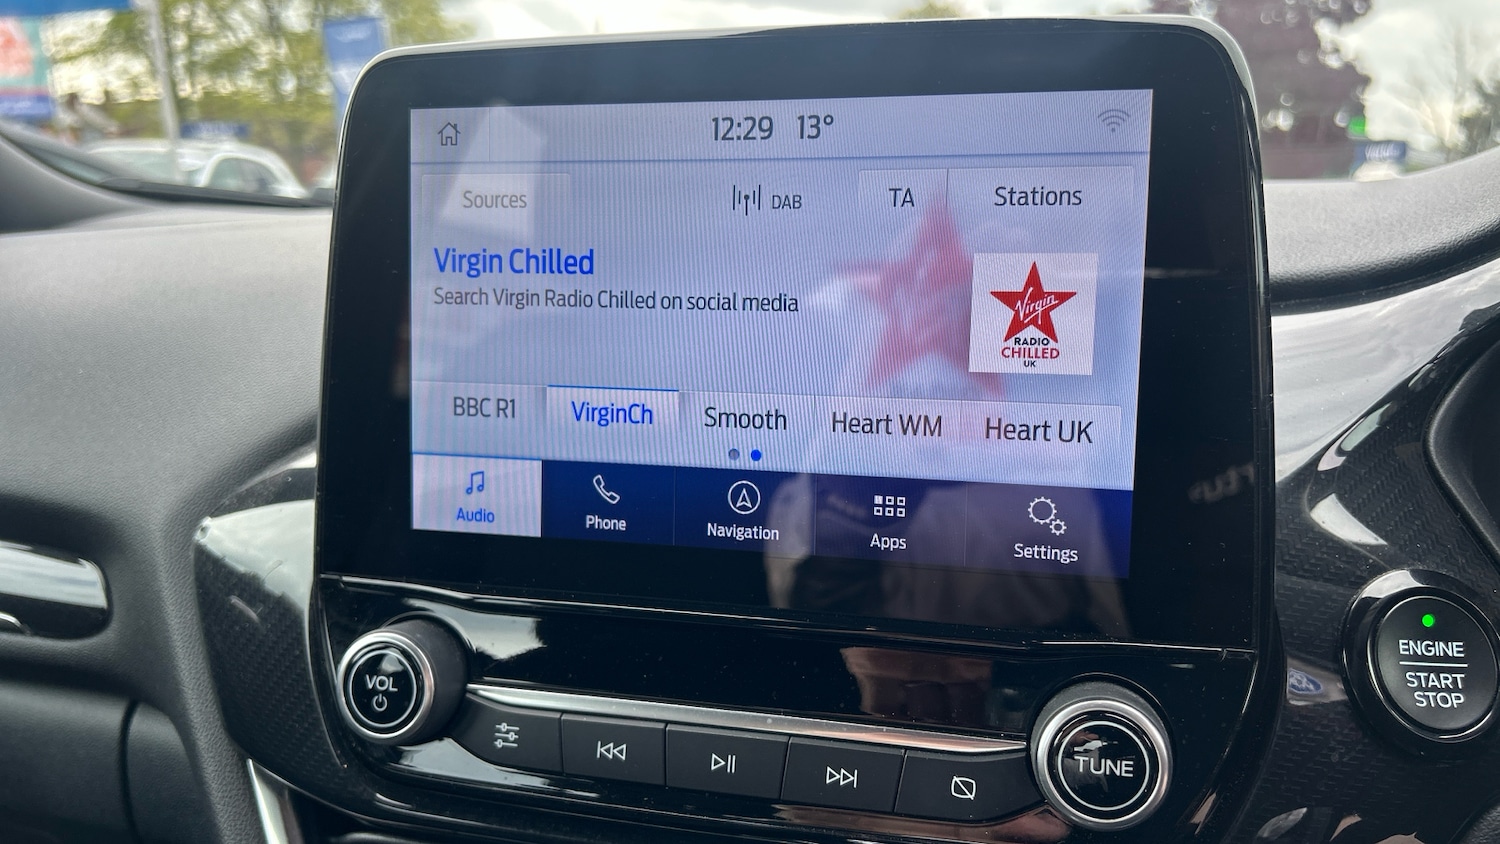 12:29 13°
Sources
DAB
TA
Stations
Virgin Chilled
Search Virgin Radio Chilled on social media
Virgin
RADIO
CHILLED
UK
BBC R1
VirginCh
Smooth
Heart WM
Heart UK
Audio
Phone
Navigation
Apps
Settings
VOL
TUNE
ENGINE
START
STOP